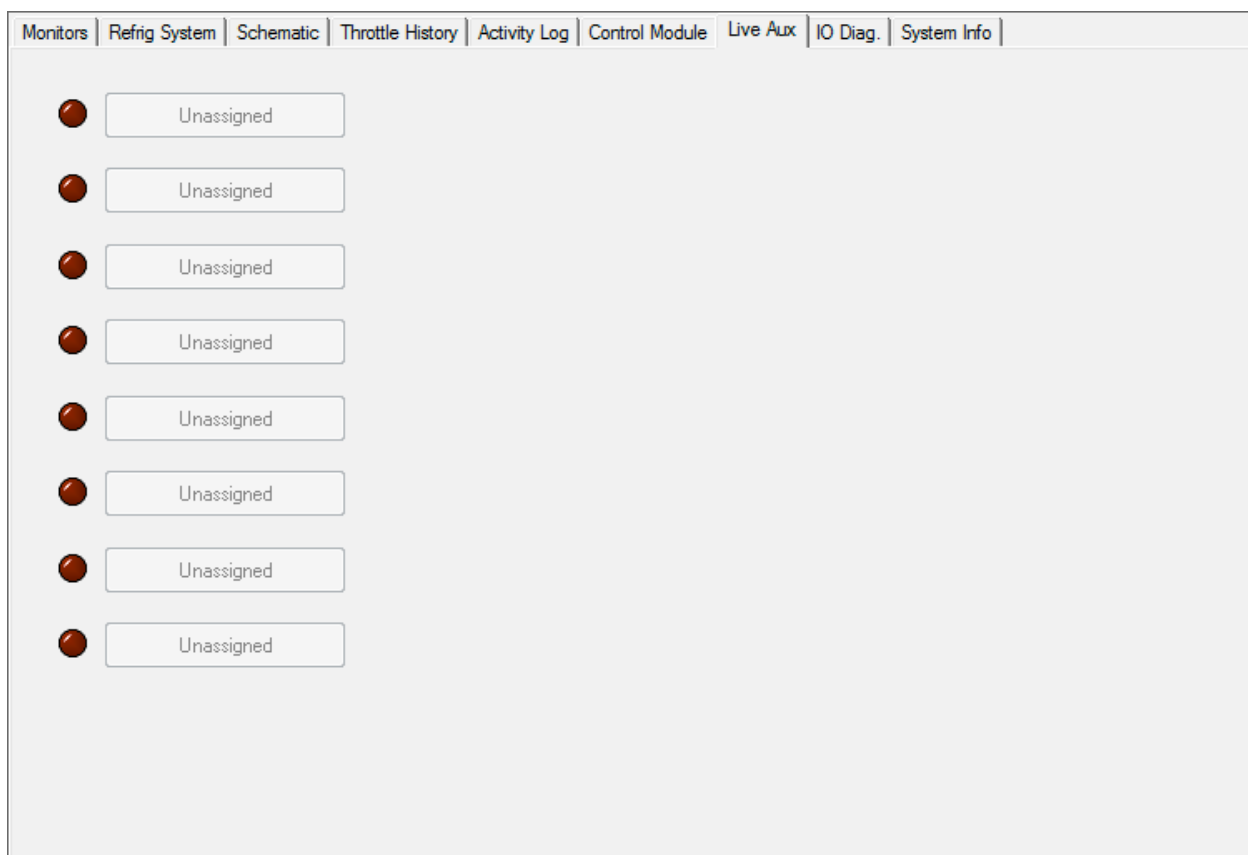 Monitors Refrig System Schematic Throttle History Activity Log Control Module Live Aux IO Diag. System Info
Unassigned
Unassigned
Unassigned
Unassigned
Unassigned
Unassigned
Unassigned
Unassigned